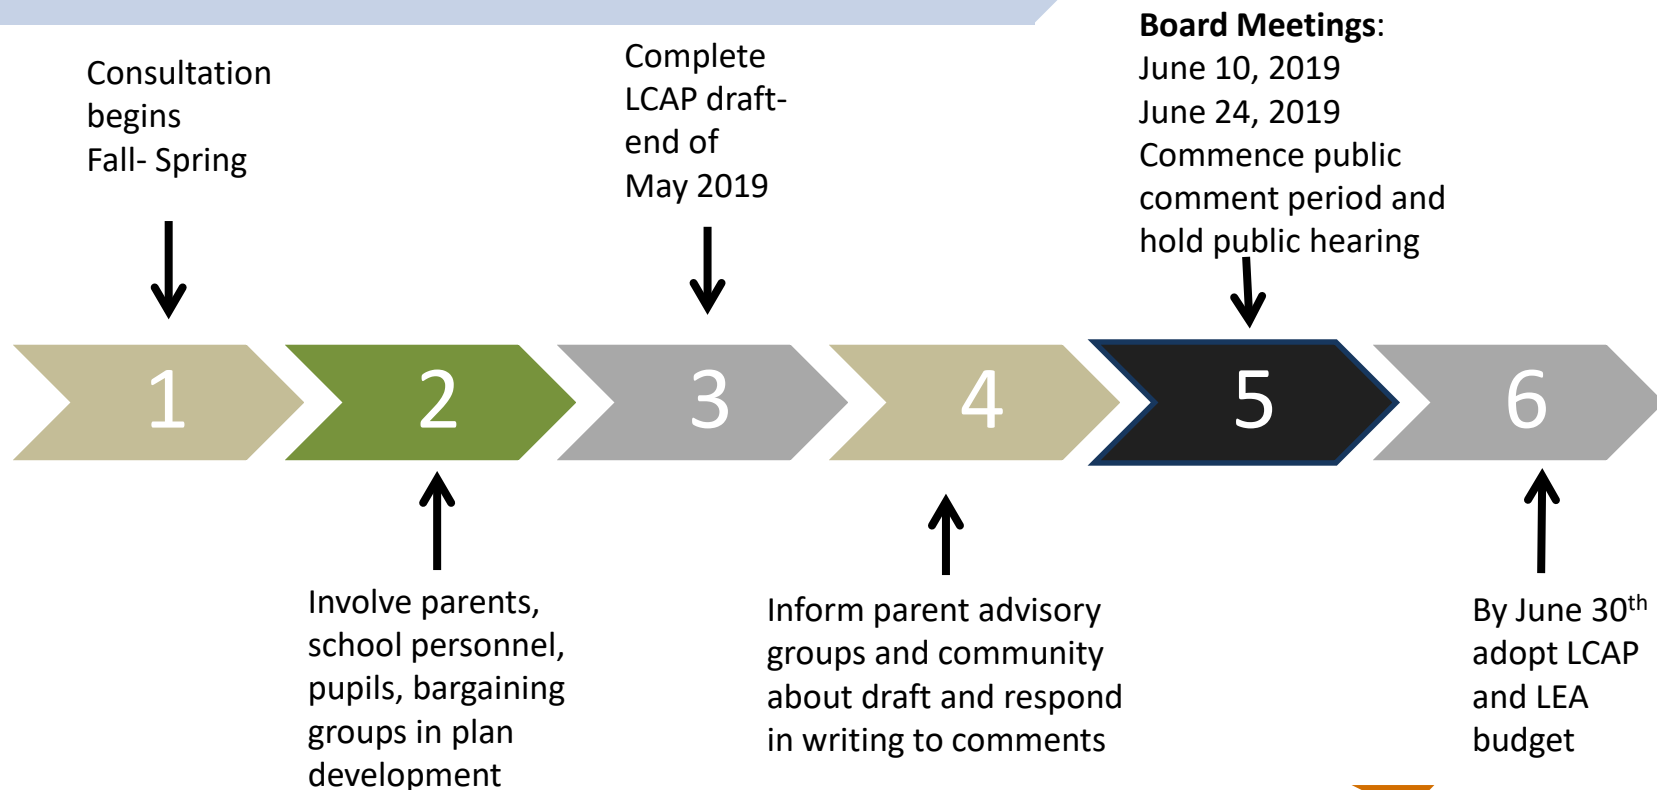 Consultation
begins
Fall- Spring
Complete
LCAP draft-
end of
May 2019
Board Meetings:
June 10, 2019
June 24, 2019
Commence public
comment period and
hold public hearing
1
2
3
4
5
6
Involve parents,
school personnel,
pupils, bargaining
groups in plan
development
Inform parent advisory
groups and community
about draft and respond
in writing to comments
By June 30th
adopt LCAP
and LEA
budget